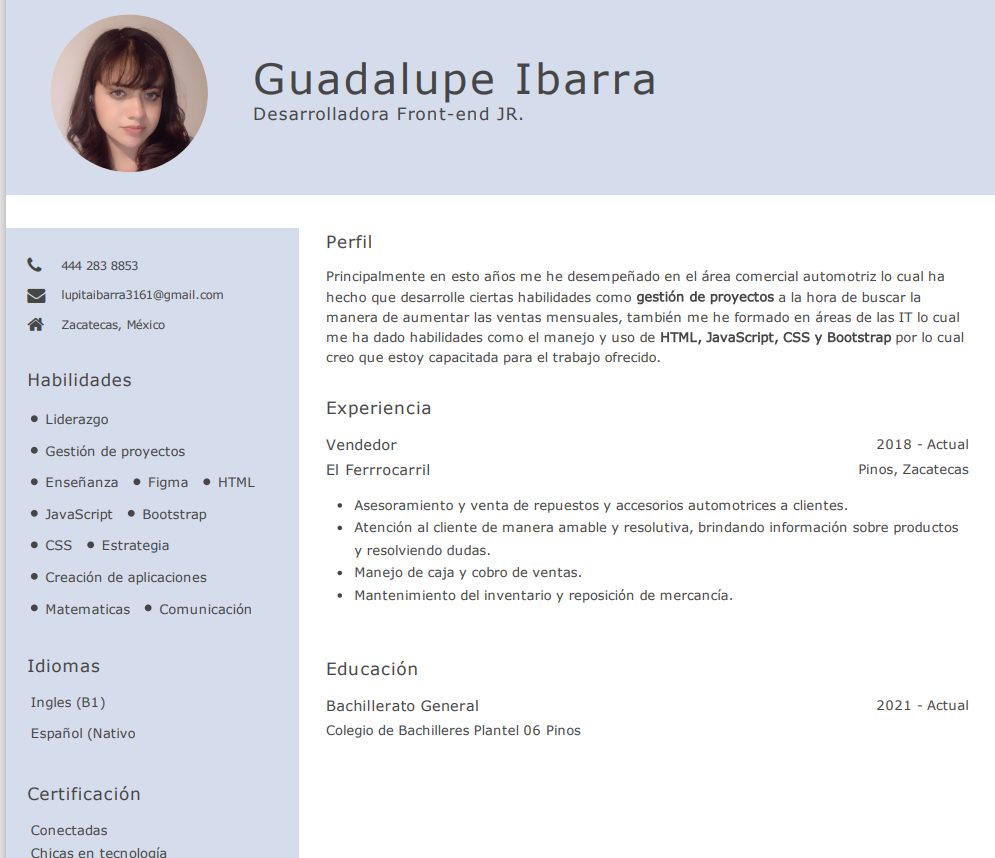 Guadalupe Ibarra
Desarrolladora Front-end JR.
444 283 8853
lupitaibarra3161@gmail.com
Zacatecas, México
Habilidades
• Liderazgo
• Gestión de proyectos
• Enseñanza • Figma • HTML
• JavaScript • Bootstrap
• CSS • Estrategia
• Creación de aplicaciones
• Matematicas • Comunicación
Idiomas
Ingles (B1)
Español (Nativo
Certificación
Conectadas
Chicas en tecnología
Perfil
Principalmente en esto años me he desempeñado en el área comercial automotriz lo cual ha
hecho que desarrolle ciertas habilidades como gestión de proyectos a la hora de buscar la
manera de aumentar las ventas mensuales, también me he formado en áreas de las IT lo cual
me ha dado habilidades como el manejo y uso de HTML, JavaScript, CSS y Bootstrap por lo cual
creo que estoy capacitada para el trabajo ofrecido.
Experiencia
Vendedor 2018 - Actual
El Ferrrocarril Pinos, Zacatecas
• Asesoramiento y venta de repuestos y accesorios automotrices a clientes.
• Atención al cliente de manera amable y resolutiva, brindando información sobre productos
y resolviendo dudas.
• Manejo de caja y cobro de ventas.
• Mantenimiento del inventario y reposición de mercancía.
Educación
Bachillerato General 2021 - Actual
Colegio de Bachilleres Plantel 06 Pinos